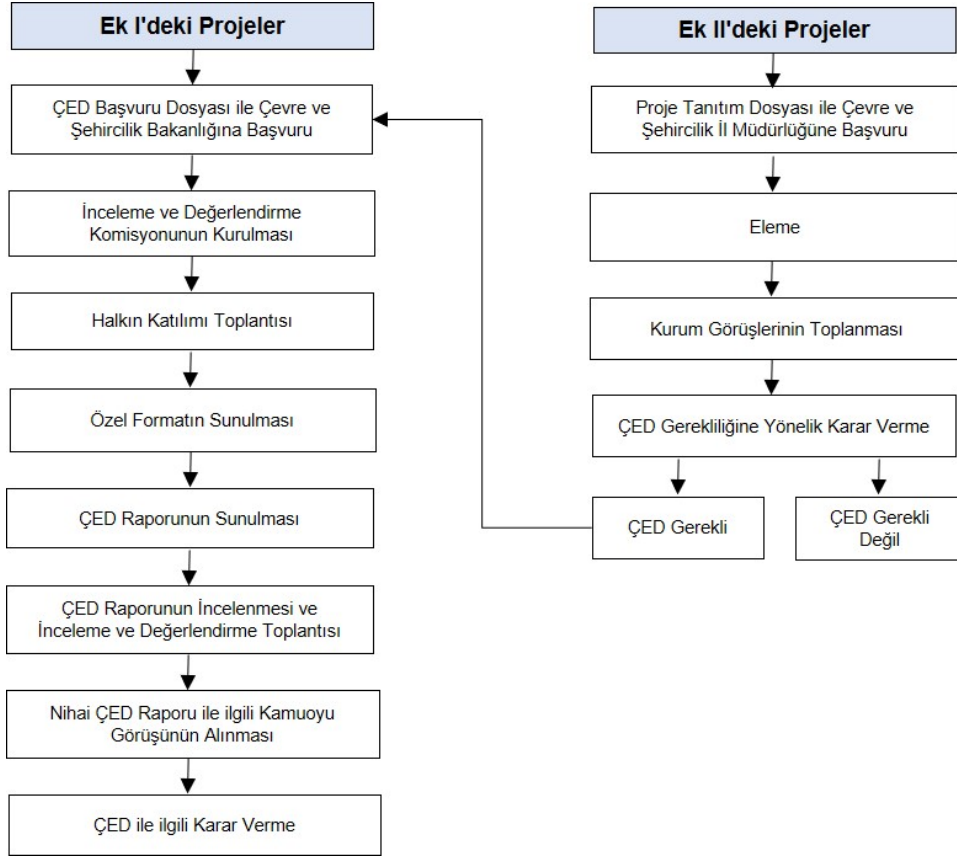 Ek I'deki Projeler
ÇED Başvuru Dosyası ile Çevre ve
Şehircilik Bakanlığına Başvuru
İnceleme ve Değerlendirme
Komisyonunun Kurulması
Halkın Katılımı Toplantısı
Özel Formatın Sunulması
ÇED Raporunun Sunulması
ÇED Raporunun İncelenmesi ve
İnceleme ve Değerlendirme Toplantısı
Nihai ÇED Raporu ile ilgili Kamuoyu
Görüşünün Alınması
ÇED ile ilgili Karar Verme
Ek II'deki Projeler
Proje Tanıtım Dosyası ile Çevre ve
Şehircilik İl Müdürlüğüne Başvuru
Eleme
Kurum Görüşlerinin Toplanması
ÇED Gerekliliğine Yönelik Karar Verme
ÇED Gerekli
ÇED Gerekli
Değil